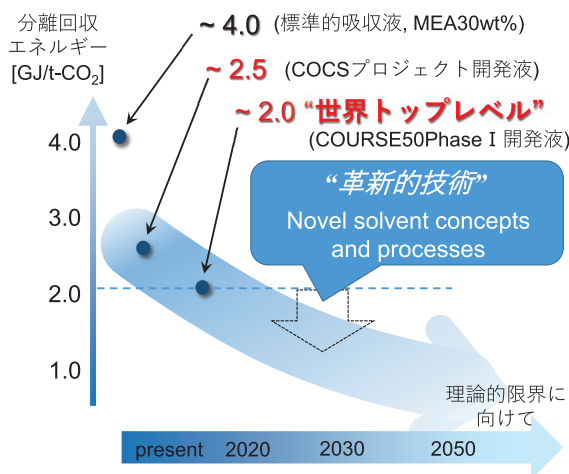 分離回収
エネルギー
[GJ/t-CO₂]
~ 4.0 (標準的吸収液, MEA30wt%)
~ 2.5 (COCSプロジェクト開発液)
~ 2.0 “世界トップレベル”
(COURSE50Phase Ⅰ 開発液)
“革新的技術”
Novel solvent concepts
and processes
4.0
3.0
2.0
1.0
理論的限界に
向けて
present 2020 2030 2050